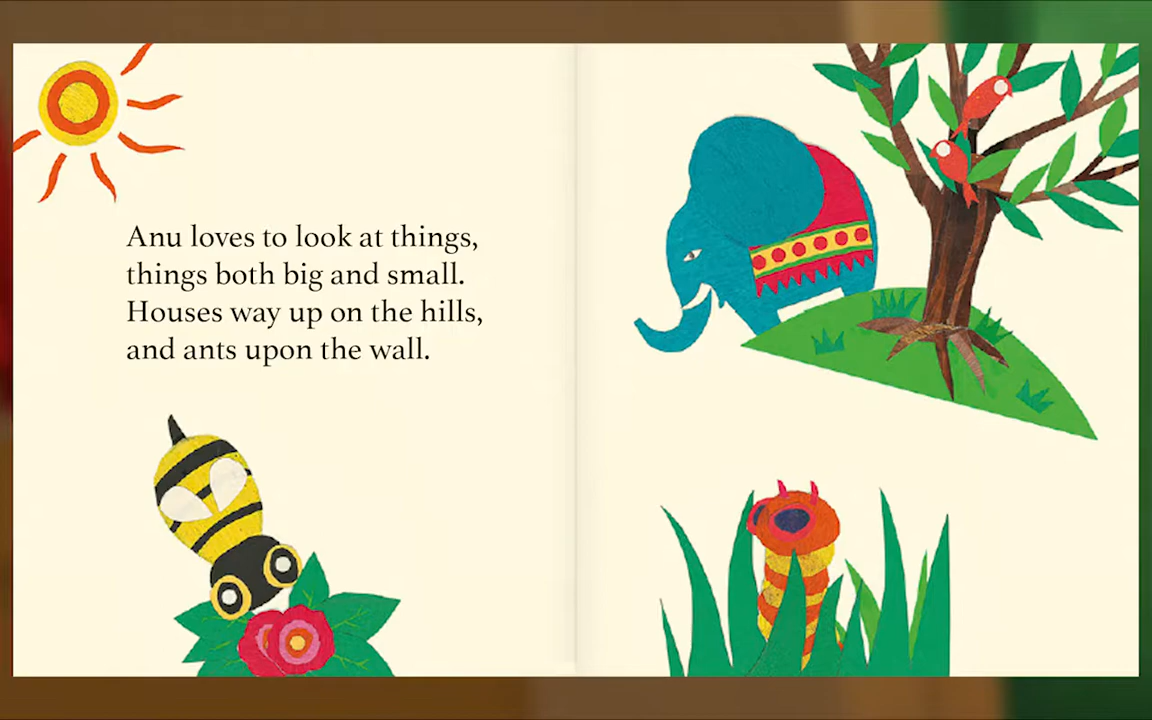 Anu loves to look at things,
things both big and small.
Houses way up on the hills,
and ants upon the wall.